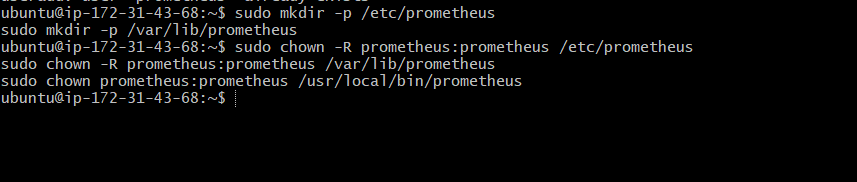 ubuntu@ip-172-31-43-68:~$ sudo mkdir -p /etc/prometheus
sudo mkdir -p /var/lib/prometheus
ubuntu@ip-172-31-43-68:~$ sudo chown -R prometheus:prometheus /etc/prometheus
sudo chown -R prometheus:prometheus /var/lib/prometheus
sudo chown prometheus:prometheus /usr/local/bin/prometheus
ubuntu@ip-172-31-43-68:~$